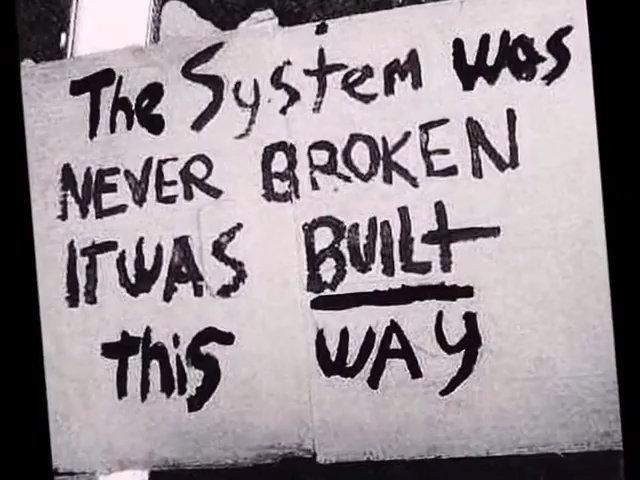 The System was
NEVER BROKEN
IT WAS BUILt
this WAY